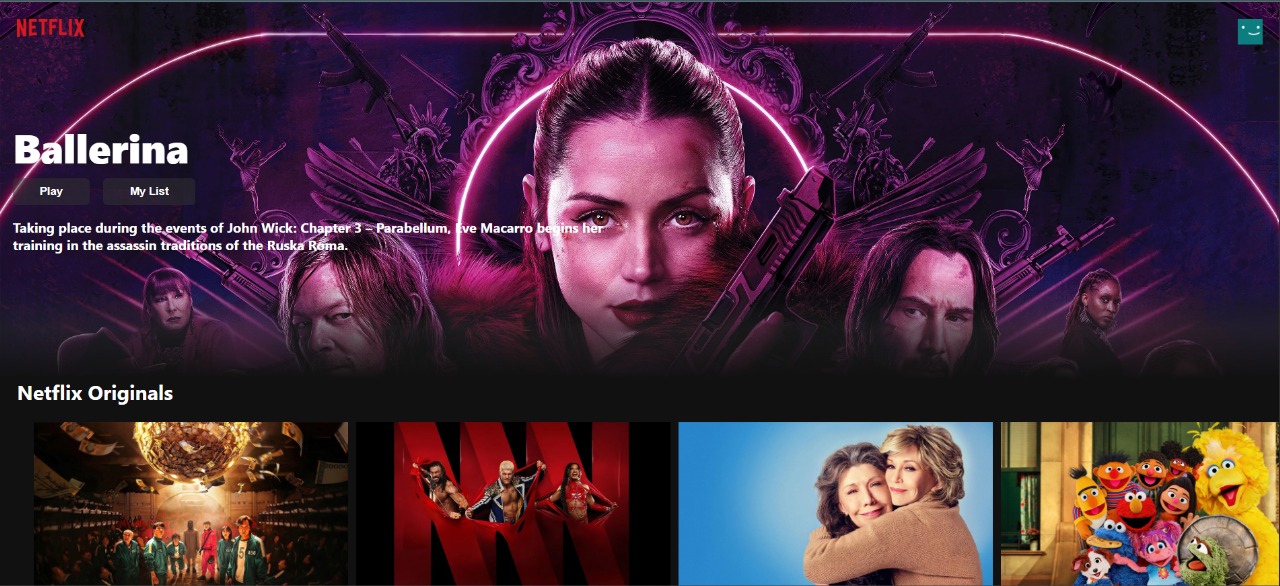 NETFLIX
Ballerina
Play
My List
Taking place during the events of John Wick: Chapter 3 – Parabellum, Eve Macarro begins her
training in the assassin traditions of the Ruska Roma.
Netflix Originals